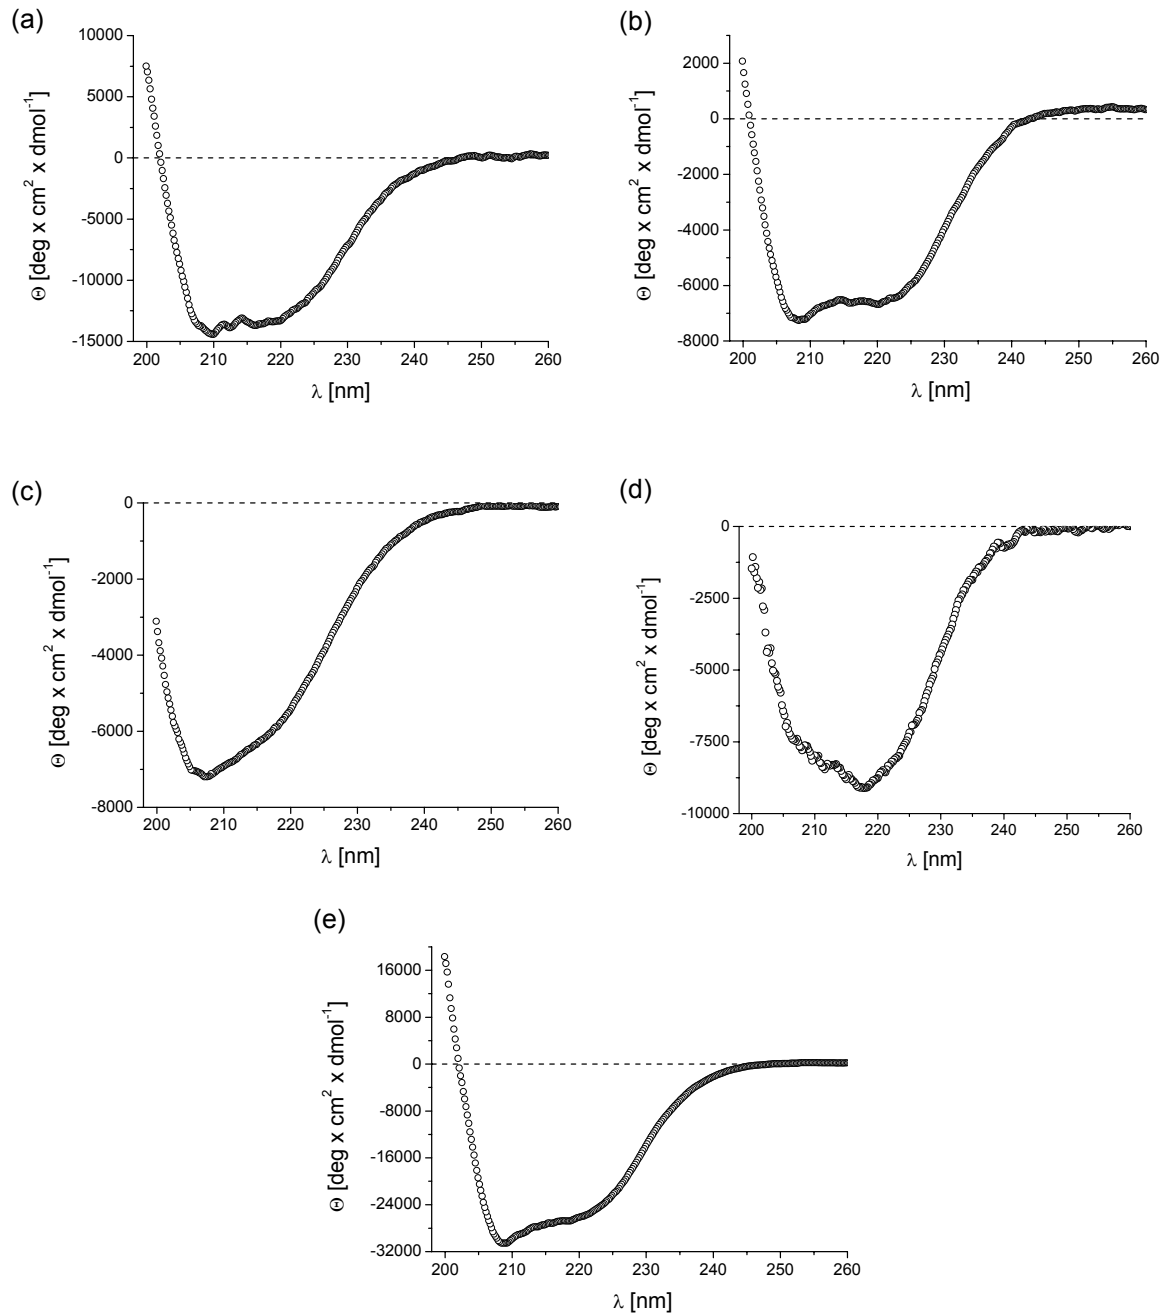 (a)
10000
5000
0
-5000
-10000
-15000
Θ [deg x cm² x dmol⁻¹]
200 210 220 230 240 250 260
λ [nm]
(b)
2000
0
-2000
-4000
-6000
-8000
Θ [deg x cm² x dmol⁻¹]
200 210 220 230 240 250 260
λ [nm]
(c)
0
-2000
-4000
-6000
-8000
Θ [deg x cm² x dmol⁻¹]
200 210 220 230 240 250 260
λ [nm]
(d)
0
-2500
-5000
-7500
-10000
Θ [deg x cm² x dmol⁻¹]
200 210 220 230 240 250 260
λ [nm]
(e)
16000
8000
0
-8000
-16000
-24000
-32000
Θ [deg x cm² x dmol⁻¹]
200 210 220 230 240 250 260
λ [nm]